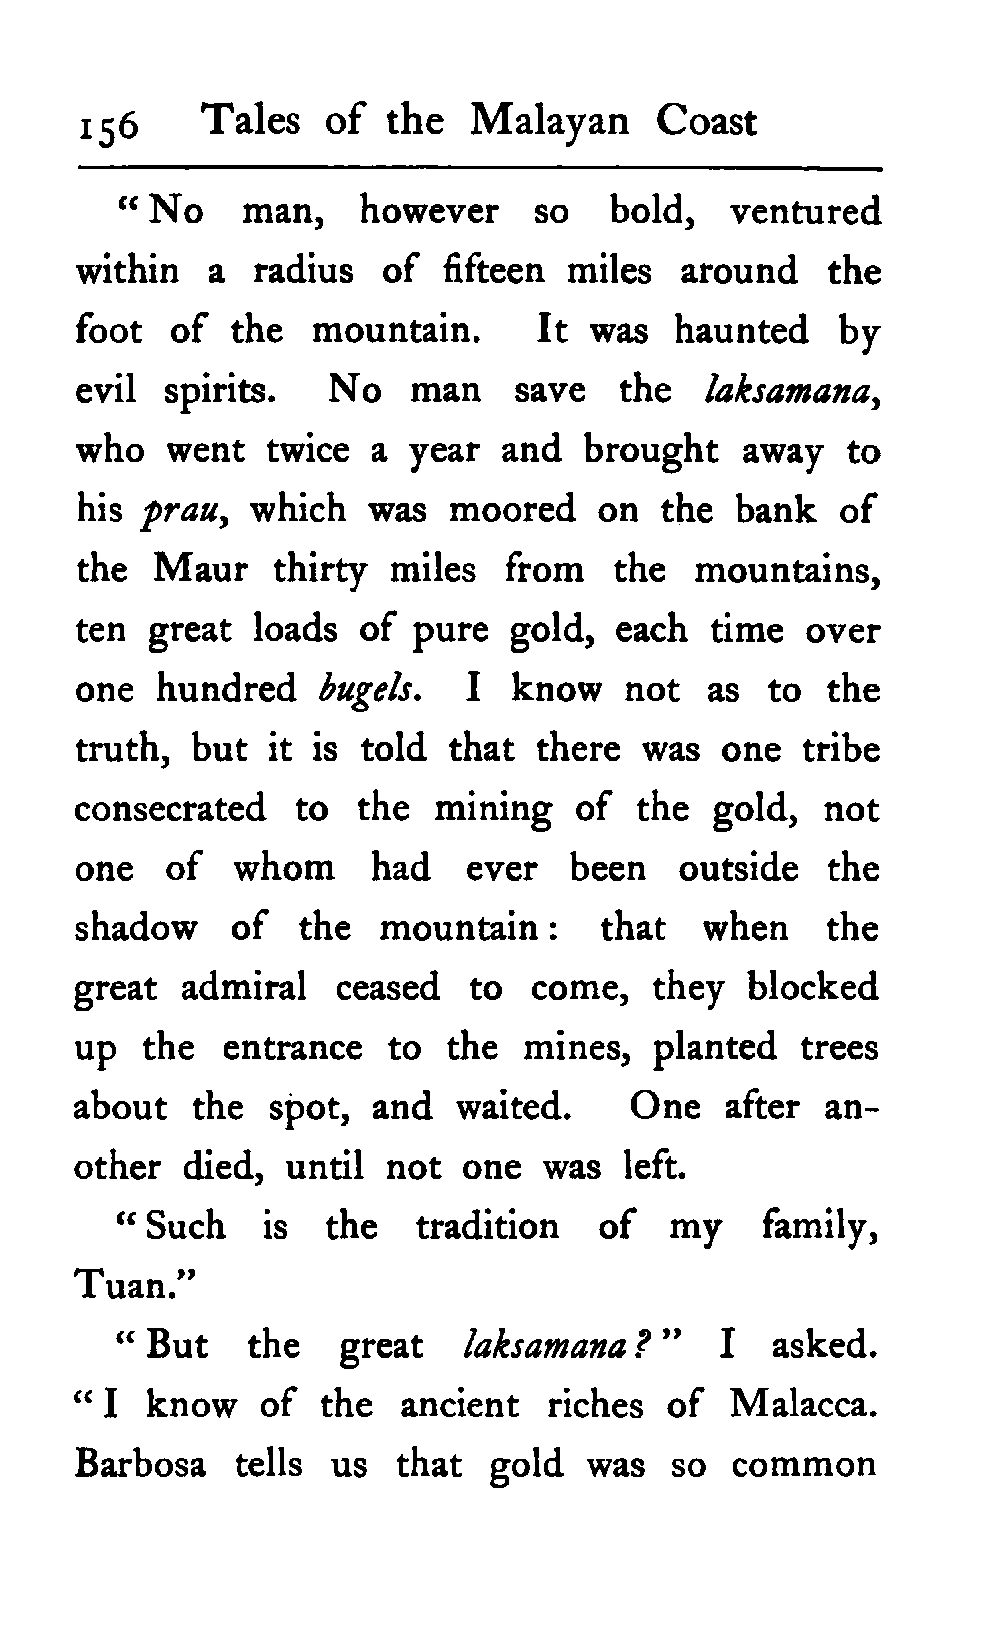 156 Tales of the Malayan Coast
“ No man, however so bold, ventured
within a radius of fifteen miles around the
foot of the mountain. It was haunted by
evil spirits. No man save the laksamana,
who went twice a year and brought away to
his prau, which was moored on the bank of
the Maur thirty miles from the mountains,
ten great loads of pure gold, each time over
one hundred bugels. I know not as to the
truth, but it is told that there was one tribe
consecrated to the mining of the gold, not
one of whom had ever been outside the
shadow of the mountain : that when the
great admiral ceased to come, they blocked
up the entrance to the mines, planted trees
about the spot, and waited. One after an-
other died, until not one was left.
“ Such is the tradition of my family,
Tuan.”
“ But the great laksamana ? ” I asked.
“ I know of the ancient riches of Malacca.
Barbosa tells us that gold was so common